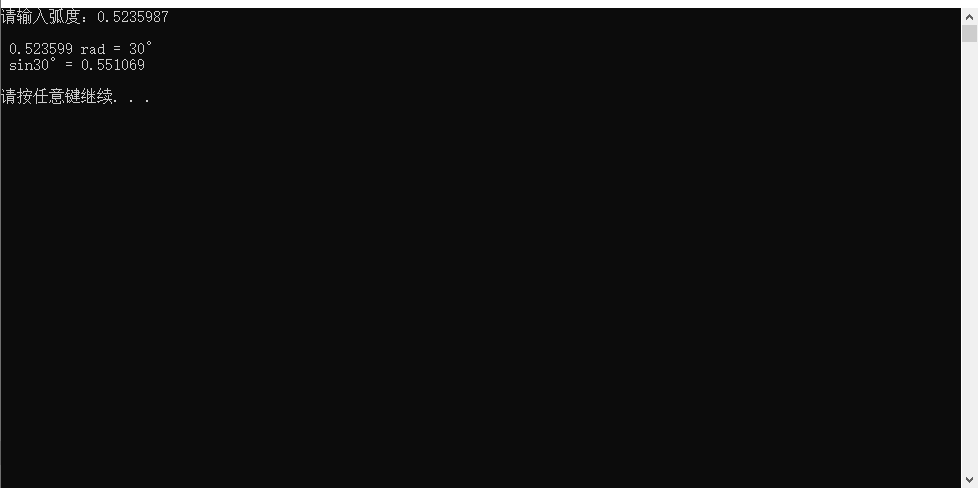 请输入弧度：0.5235987
0.523599 rad = 30°
sin30° = 0.551069
请按任意键继续. . .